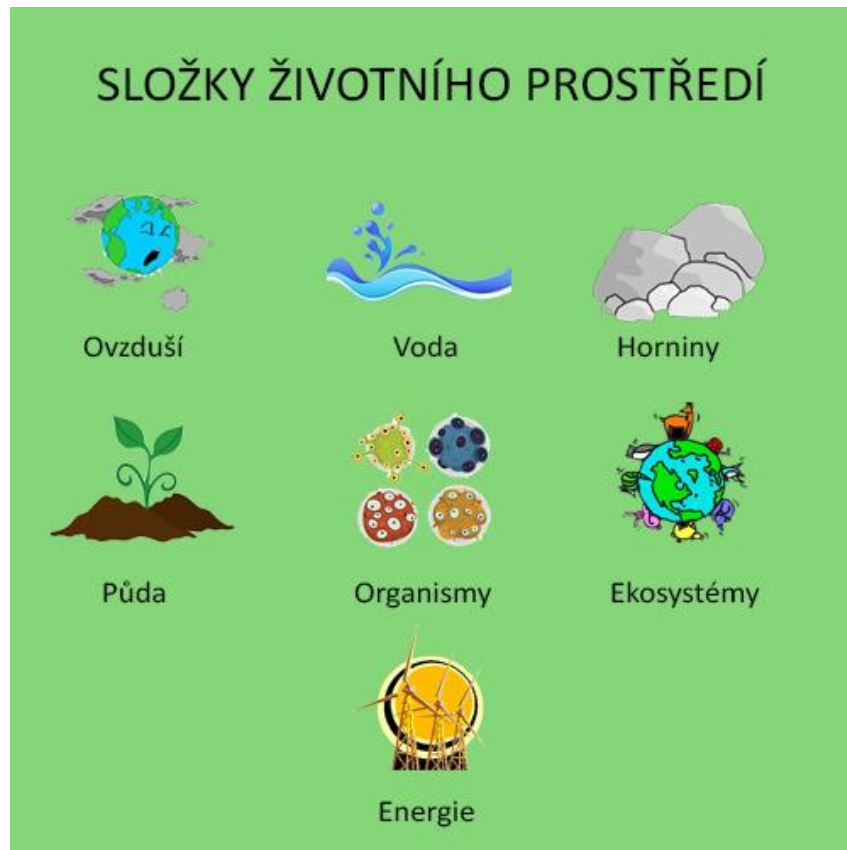 SLOŽKY ŽIVOTNÍHO PROSTŘEDÍ
Ovzduší
Voda
Horniny
Půda
Organismy
Ekosystémy
Energie